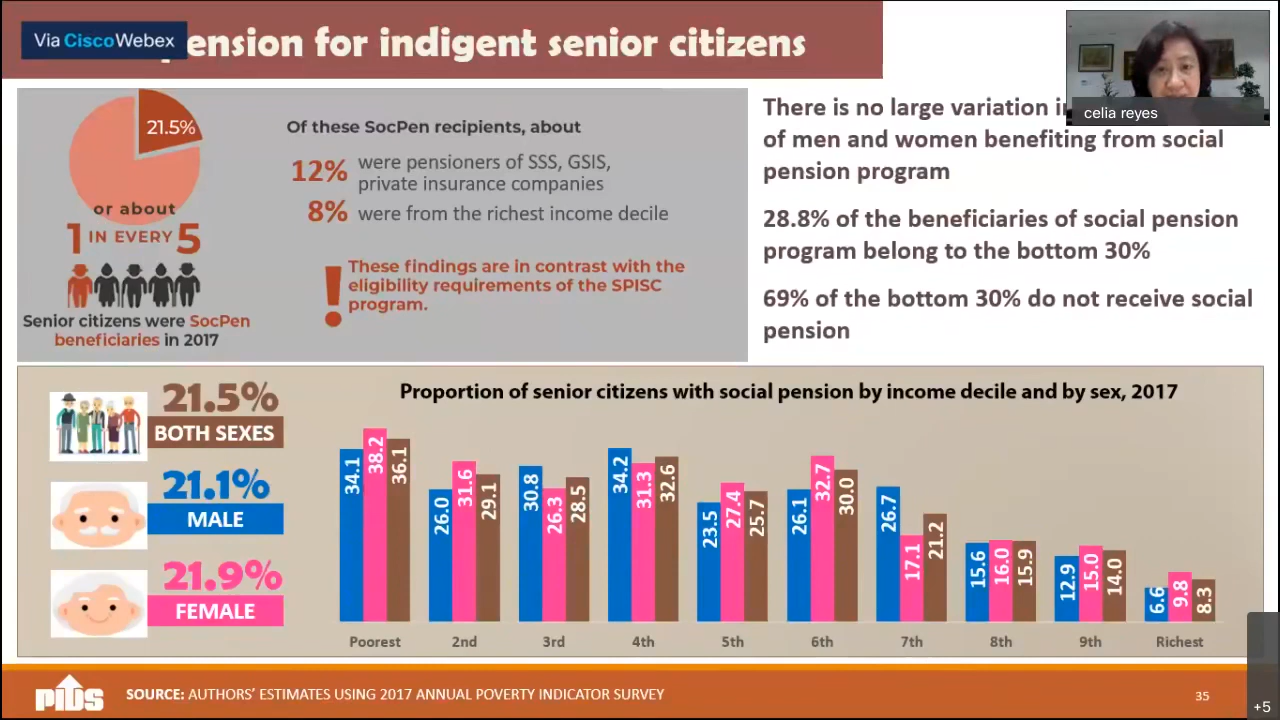 Via Cisco Webex
pension for indigent senior citizens
celia reyes
21.5%
or about
1 IN EVERY 5
Senior citizens were SocPen
beneficiaries in 2017
Of these SocPen recipients, about
12% were pensioners of SSS, GSIS,
private insurance companies
8% were from the richest income decile
! These findings are in contrast with the
eligibility requirements of the SPISC
program.
There is no large variation
of men and women benefiting from social
pension program
28.8% of the beneficiaries of social pension
program belong to the bottom 30%
69% of the bottom 30% do not receive social
pension
21.5%
BOTH SEXES
21.1%
MALE
21.9%
FEMALE
Proportion of senior citizens with social pension by income decile and by sex, 2017
34.1 38.2 36.1
26.0 31.6 29.1
30.8 26.3 28.5
34.2 31.3 32.6
23.5 27.4 25.7
26.1 32.7 30.0
26.7 17.1 21.2
15.6 16.0 15.9
12.9 15.0 14.0
6.6 9.8 8.3
Poorest 2nd 3rd 4th 5th 6th 7th 8th 9th Richest
pids
SOURCE: AUTHORS' ESTIMATES USING 2017 ANNUAL POVERTY INDICATOR SURVEY
35
+5